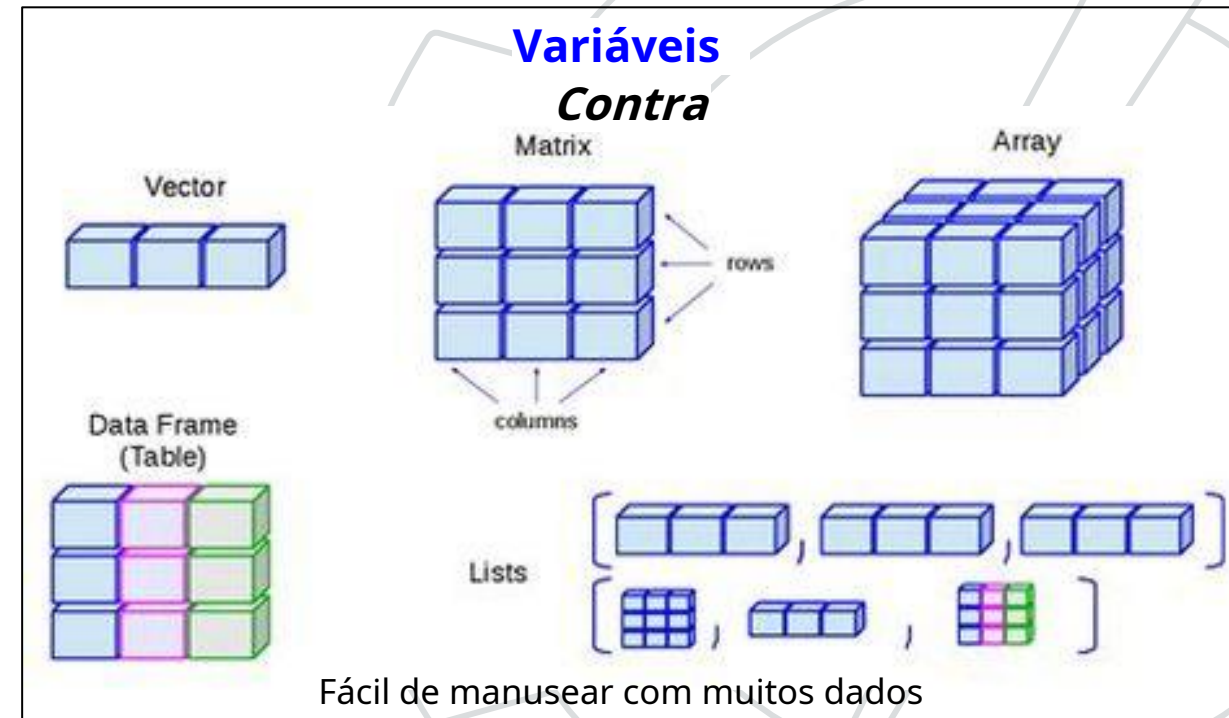 Variáveis
Contra
Vector
Matrix
Array
rows
columns
Data Frame
(Table)
Lists
Fácil de manusear com muitos dados